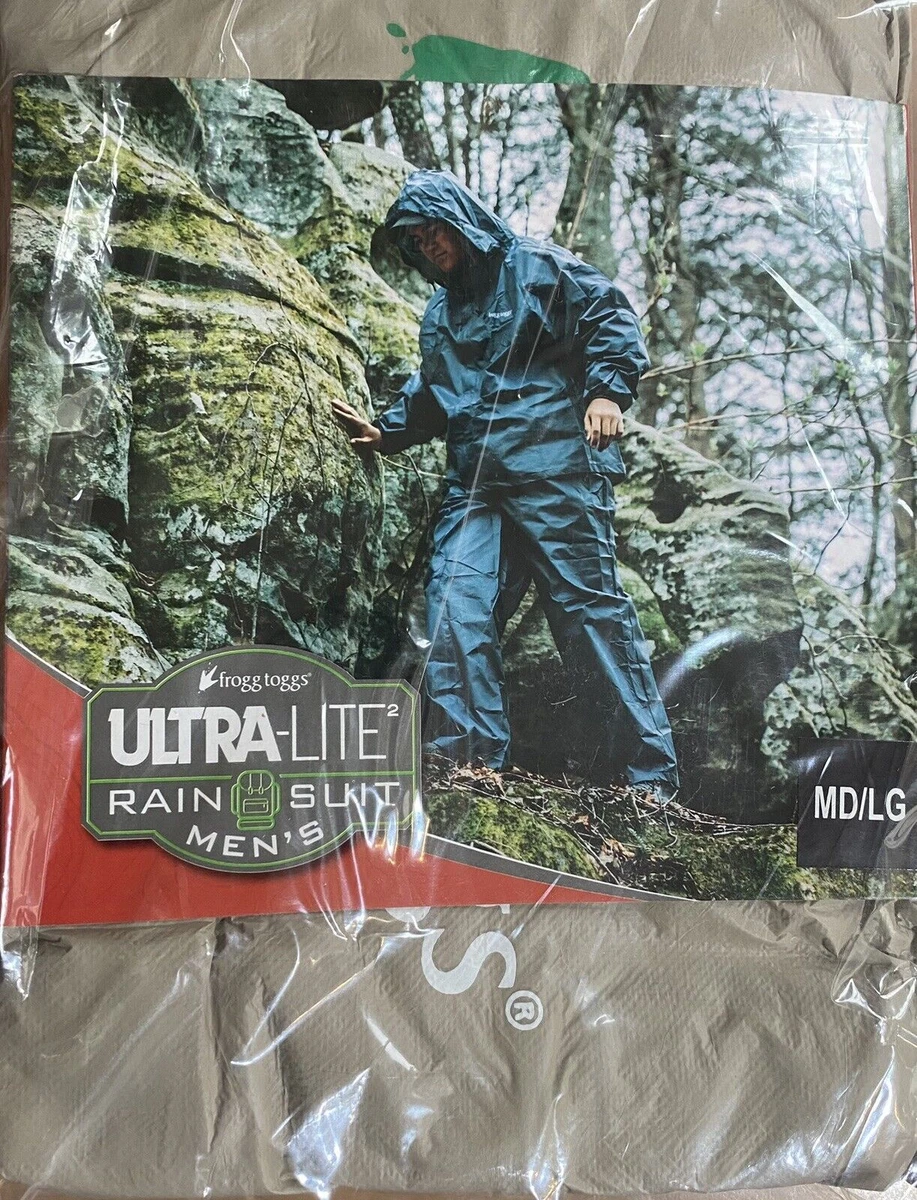 frogg toggs®
ULTRA-LITE²
RAIN SUIT
MEN'S
MD/LG
S®